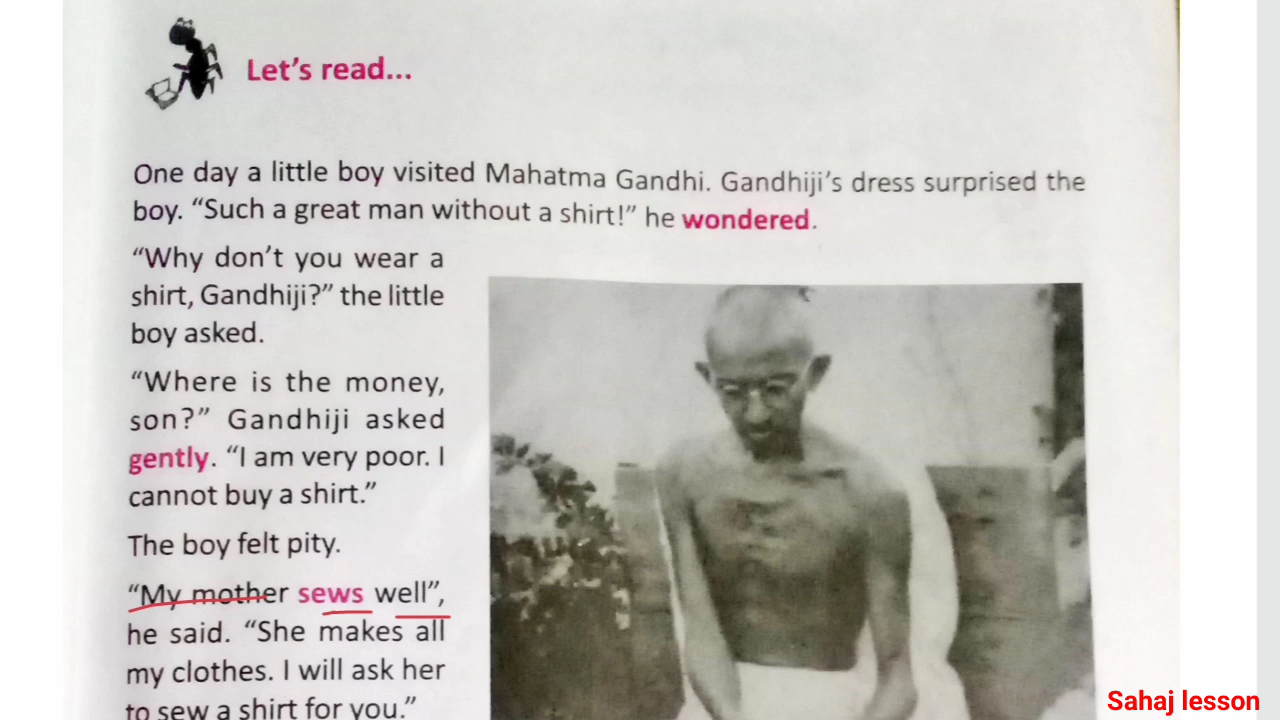 Let's read...
One day a little boy visited Mahatma Gandhi. Gandhiji's dress surprised the
boy. “Such a great man without a shirt!” he wondered.
“Why don't you wear a
shirt, Gandhiji?” the little
boy asked.
“Where is the money,
son?” Gandhiji asked
gently. “I am very poor. I
cannot buy a shirt.”
The boy felt pity.
“My mother sews well”,
he said. “She makes all
my clothes. I will ask her
to sew a shirt for you.”
Sahaj lesson